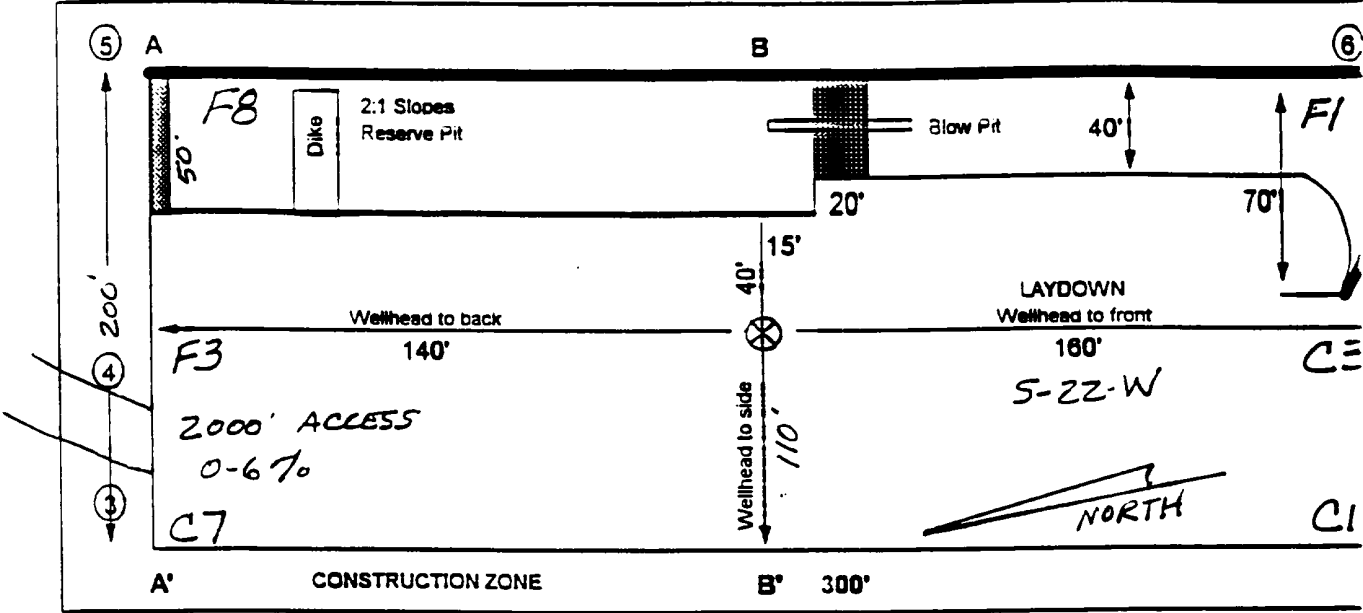 5 A B 6
F8 Dike 2:1 Slopes
Reserve Pit
Blow Pit 40' F1
50'
20' 70'
15'
40'
200'
LAYDOWN
Wellhead to back Wellhead to front
140' 160'
F3
4
S-22-W
2000' ACCESS
0-6%
Wellhead to side
110'
3
C7 NORTH C1
A' CONSTRUCTION ZONE B' 300'